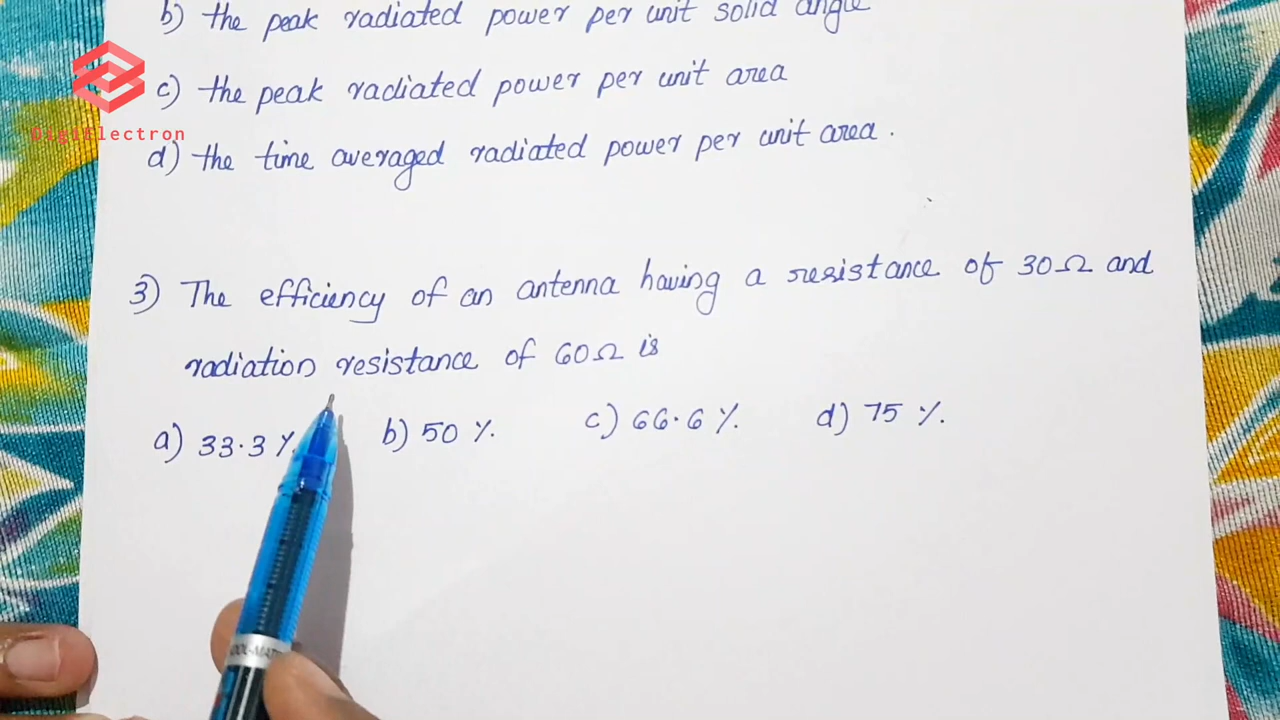 b) the peak radiated power per unit solid angle
c) the peak radiated power per unit area
DigiElectron
d) the time averaged radiated power per unit area.
3) The efficiency of an antenna having a resistance of 30Ω and
radiation resistance of 60Ω is
a) 33.3 % b) 50 % c) 66.6 % d) 75 %